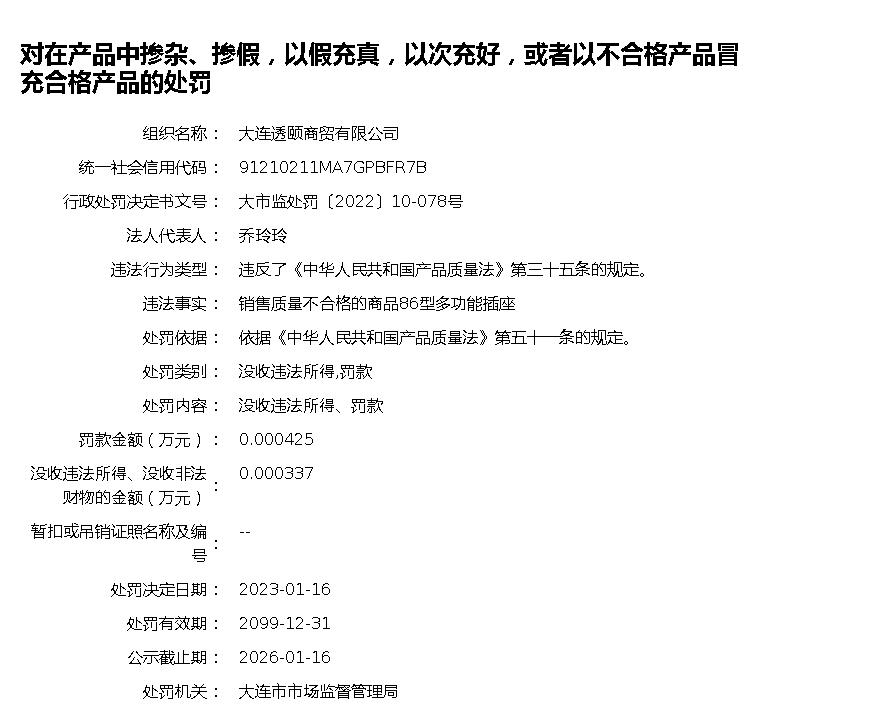 对在产品中掺杂、掺假，以假充真，以次充好，或者以不合格产品冒
充合格产品的处罚
组织名称： 大连透颐商贸有限公司
统一社会信用代码： 91210211MA7GPBFR7B
行政处罚决定书文号： 大市监处罚〔2022〕10-078号
法人代表人： 乔玲玲
违法行为类型： 违反了《中华人民共和国产品质量法》第三十五条的规定。
违法事实： 销售质量不合格的商品86型多功能插座
处罚依据： 依据《中华人民共和国产品质量法》第五十一条的规定。
处罚类别： 没收违法所得,罚款
处罚内容： 没收违法所得、罚款
罚款金额（万元）： 0.000425
没收违法所得、没收非法
财物的金额（万元）： 0.000337
暂扣或吊销证照名称及编
号： --
处罚决定日期： 2023-01-16
处罚有效期： 2099-12-31
公示截止期： 2026-01-16
处罚机关： 大连市市场监督管理局